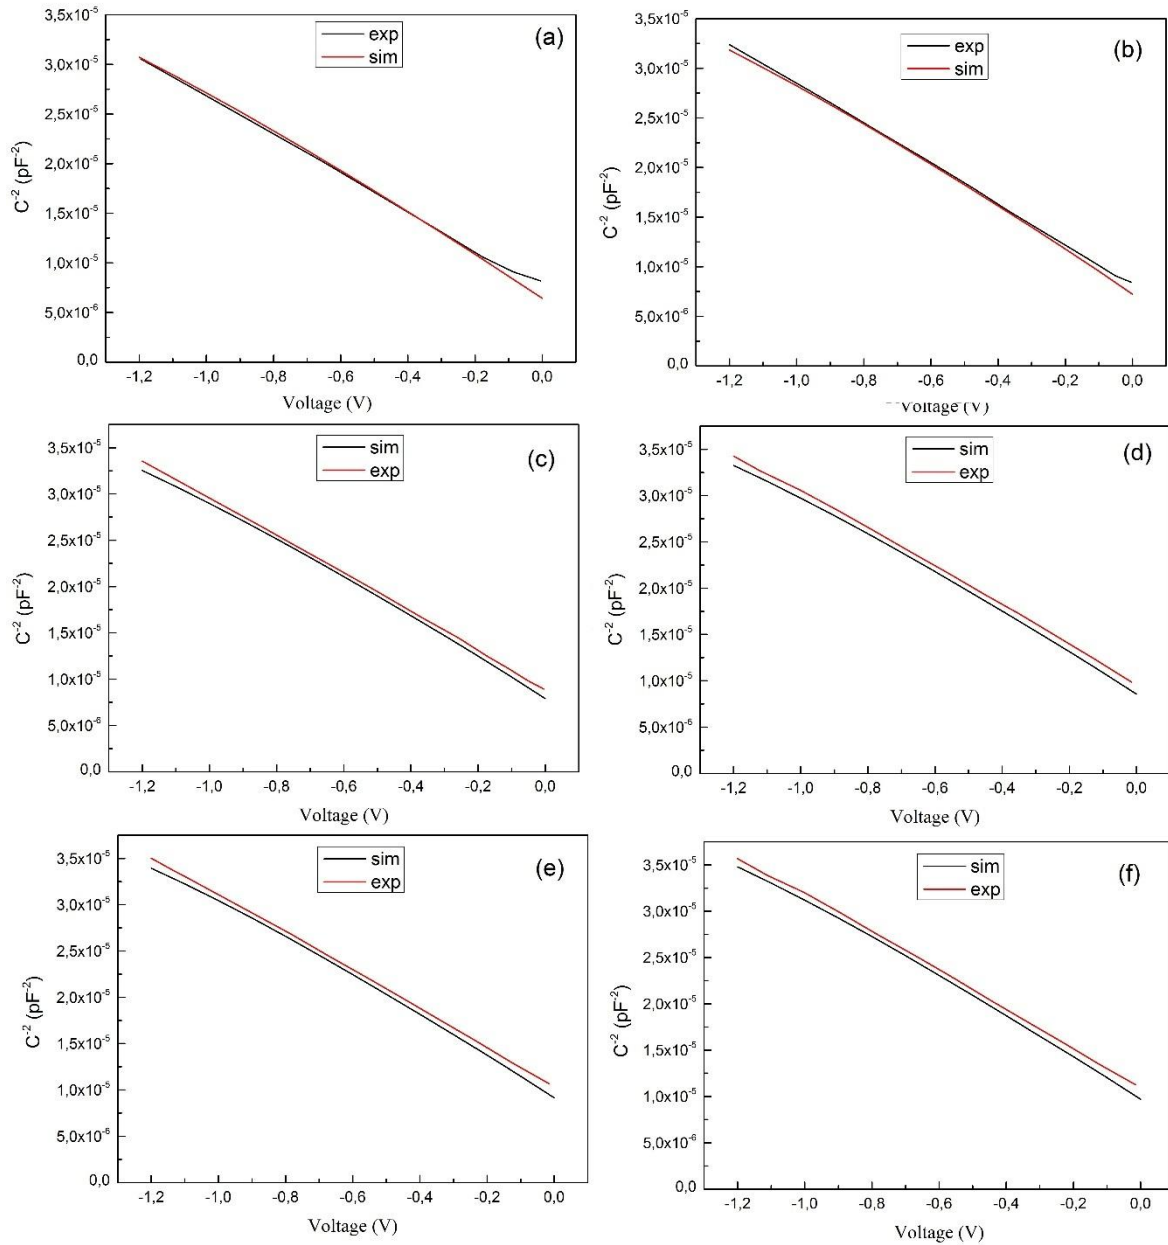 3,5x10⁻⁵
3,0x10⁻⁵
2,5x10⁻⁵
2,0x10⁻⁵
1,5x10⁻⁵
1,0x10⁻⁵
5,0x10⁻⁶
0,0
C⁻² (pF⁻²)
exp
sim
(a)
-1,2 -1,0 -0,8 -0,6 -0,4 -0,2 0,0
Voltage (V)
3,5x10⁻⁵
3,0x10⁻⁵
2,5x10⁻⁵
2,0x10⁻⁵
1,5x10⁻⁵
1,0x10⁻⁵
5,0x10⁻⁶
0,0
C⁻² (pF⁻²)
exp
sim
(b)
-1,2 -1,0 -0,8 -0,6 -0,4 -0,2 0,0
Voltage (V)
3,5x10⁻⁵
3,0x10⁻⁵
2,5x10⁻⁵
2,0x10⁻⁵
1,5x10⁻⁵
1,0x10⁻⁵
5,0x10⁻⁶
0,0
C⁻² (pF⁻²)
sim
exp
(c)
-1,2 -1,0 -0,8 -0,6 -0,4 -0,2 0,0
Voltage (V)
3,5x10⁻⁵
3,0x10⁻⁵
2,5x10⁻⁵
2,0x10⁻⁵
1,5x10⁻⁵
1,0x10⁻⁵
5,0x10⁻⁶
0,0
C⁻² (pF⁻²)
sim
exp
(d)
-1,2 -1,0 -0,8 -0,6 -0,4 -0,2 0,0
Voltage (V)
3,5x10⁻⁵
3,0x10⁻⁵
2,5x10⁻⁵
2,0x10⁻⁵
1,5x10⁻⁵
1,0x10⁻⁵
5,0x10⁻⁶
0,0
C⁻² (pF⁻²)
sim
exp
(e)
-1,2 -1,0 -0,8 -0,6 -0,4 -0,2 0,0
Voltage (V)
3,5x10⁻⁵
3,0x10⁻⁵
2,5x10⁻⁵
2,0x10⁻⁵
1,5x10⁻⁵
1,0x10⁻⁵
5,0x10⁻⁶
0,0
C⁻² (pF⁻²)
sim
exp
(f)
-1,2 -1,0 -0,8 -0,6 -0,4 -0,2 0,0
Voltage (V)